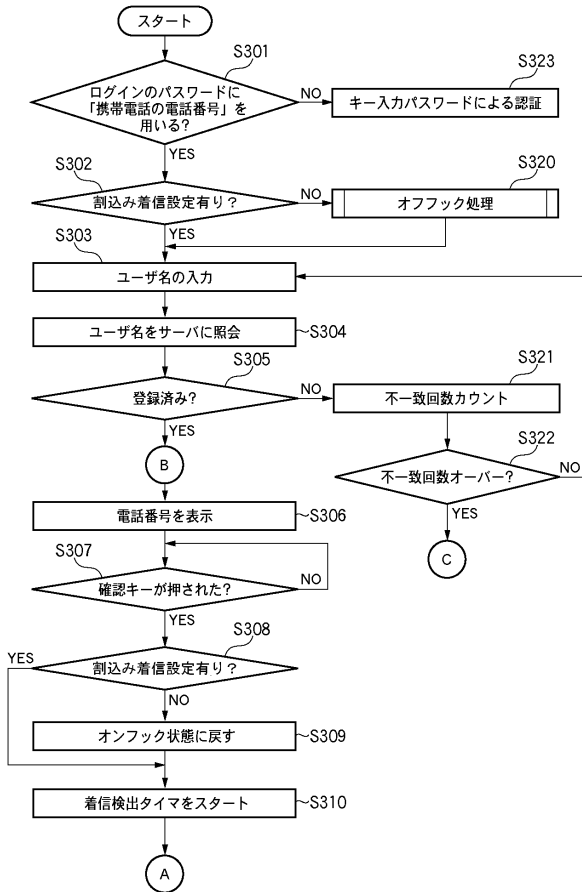 スタート
S301
ログインのパスワードに
「携帯電話の電話番号」を
用いる?
NO
S323
キー入力パスワードによる認証
YES
S302
割込み着信設定有り?
NO
S320
オフフック処理
YES
S303
ユーザ名の入力
ユーザ名をサーバに照会
S304
S305
登録済み?
NO
S321
不一致回数カウント
YES
S322
不一致回数オーバー?
NO
YES
B
C
電話番号を表示
S306
S307
確認キーが押された?
NO
YES
S308
YES
割込み着信設定有り?
NO
オンフック状態に戻す
S309
着信検出タイマをスタート
S310
A